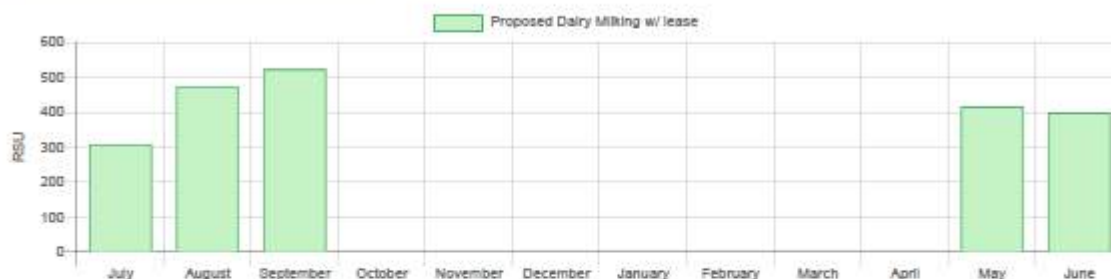 Proposed Dairy Milking w/ lease
600
500
400
300
200
100
0
RSU
July August September October November December January February March April May June